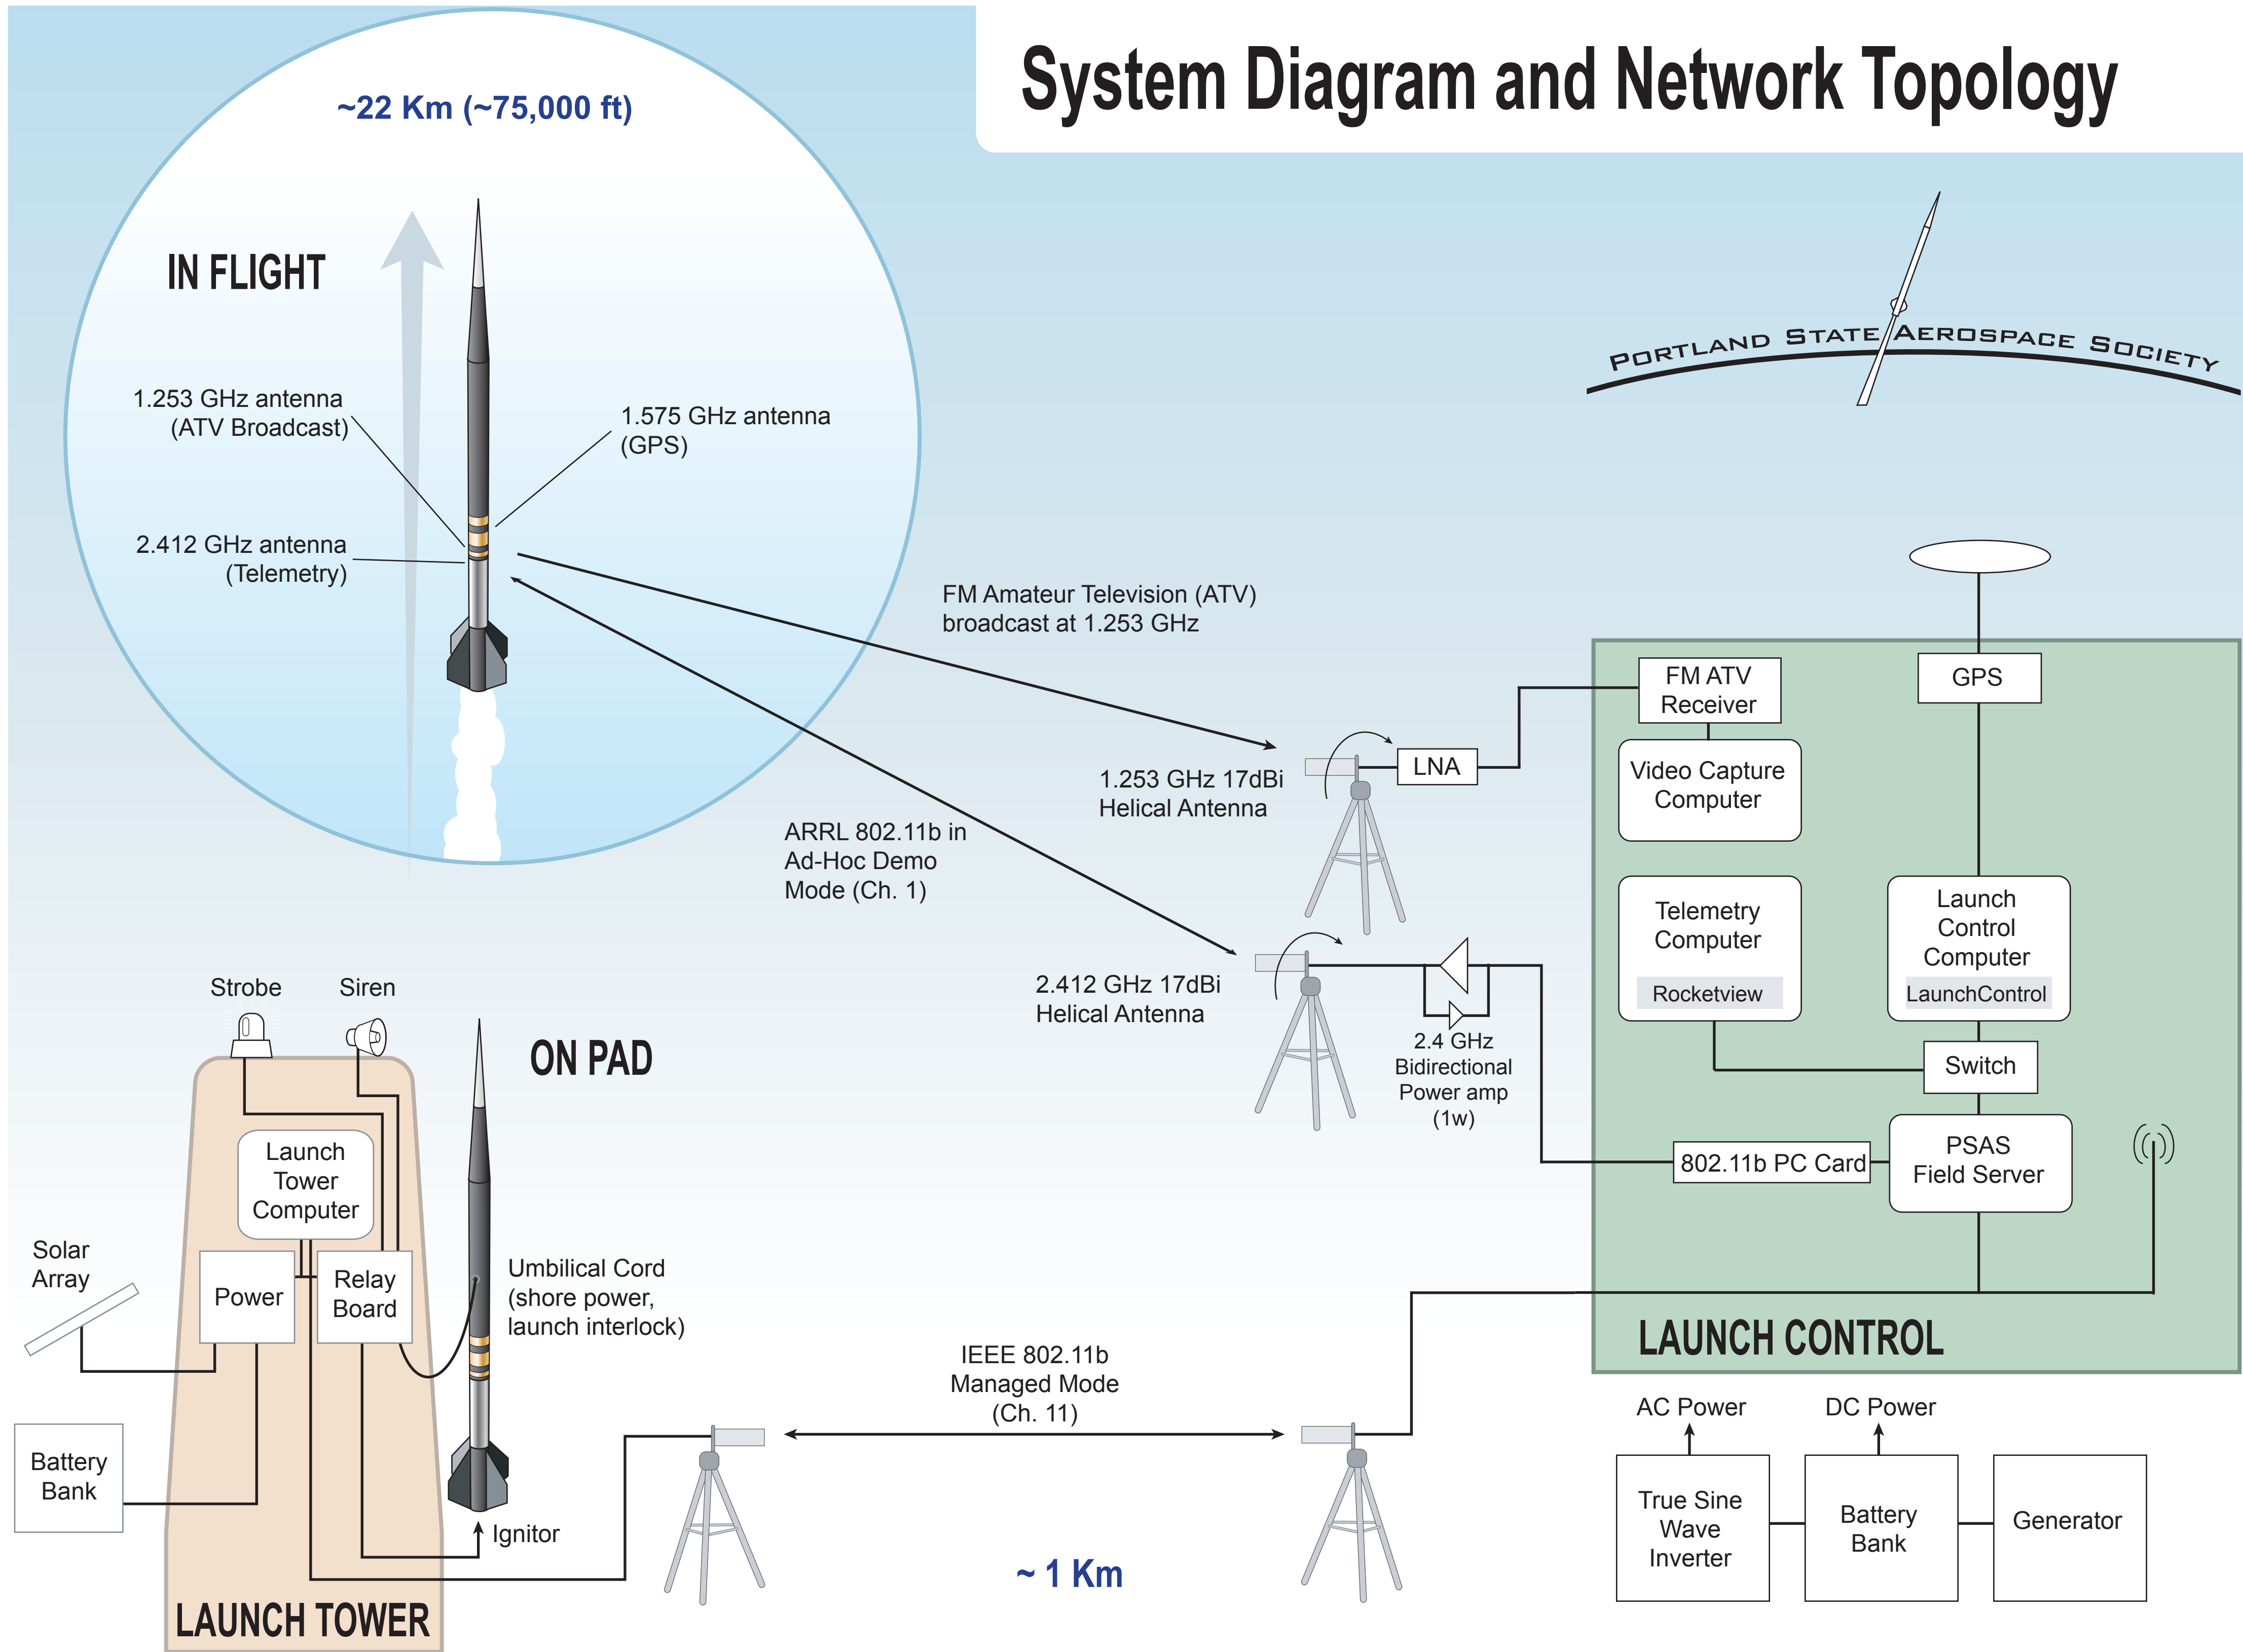 System Diagram and Network Topology
~22 Km (~75,000 ft)
IN FLIGHT
1.253 GHz antenna
(ATV Broadcast)
1.575 GHz antenna
(GPS)
2.412 GHz antenna
(Telemetry)
PORTLAND STATE AEROSPACE SOCIETY
FM Amateur Television (ATV)
broadcast at 1.253 GHz
ARRL 802.11b in
Ad-Hoc Demo
Mode (Ch. 1)
1.253 GHz 17dBi
Helical Antenna
LNA
2.412 GHz 17dBi
Helical Antenna
2.4 GHz
Bidirectional
Power amp
(1w)
FM ATV
Receiver
GPS
Video Capture
Computer
Telemetry
Computer
Rocketview
Launch
Control
Computer
LaunchControl
Switch
802.11b PC Card
PSAS
Field Server
LAUNCH CONTROL
Strobe
Siren
ON PAD
Launch
Tower
Computer
Solar
Array
Power
Relay
Board
Umbilical Cord
(shore power,
launch interlock)
Battery
Bank
Ignitor
LAUNCH TOWER
IEEE 802.11b
Managed Mode
(Ch. 11)
~ 1 Km
AC Power
DC Power
True Sine
Wave
Inverter
Battery
Bank
Generator